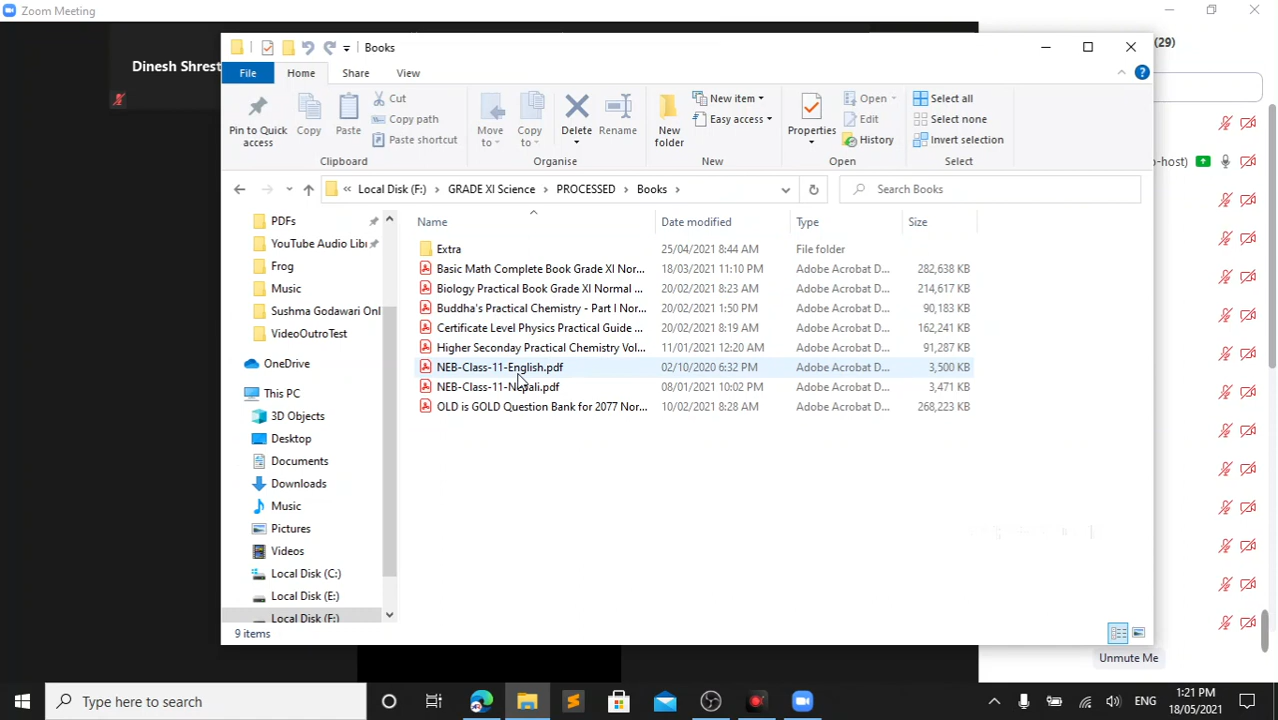 Zoom Meeting
Dinesh Shrest
(29)
Books
File Home Share View
Pin to Quick access
Copy
Paste
Cut
Copy path
Paste shortcut
Clipboard
Move to
Copy to
Delete
Rename
Organise
New folder
New item
Easy access
New
Properties
Open
Edit
History
Open
Select all
Select none
Invert selection
Select
« Local Disk (F:) > GRADE XI Science > PROCESSED > Books >
Search Books
Name Date modified Type Size
PDFs
YouTube Audio Libr
Frog
Music
Sushma Godawari Onl
VideoOutroTest
OneDrive
This PC
3D Objects
Desktop
Documents
Downloads
Music
Pictures
Videos
Local Disk (C:)
Local Disk (E:)
Local Disk (F:)
Extra 25/04/2021 8:44 AM File folder
Basic Math Complete Book Grade XI Nor... 18/03/2021 11:10 PM Adobe Acrobat D... 282,638 KB
Biology Practical Book Grade XI Normal ... 20/02/2021 8:23 AM Adobe Acrobat D... 214,617 KB
Buddha's Practical Chemistry - Part I Nor... 20/02/2021 1:50 PM Adobe Acrobat D... 90,183 KB
Certificate Level Physics Practical Guide ... 20/02/2021 8:19 AM Adobe Acrobat D... 162,241 KB
Higher Seconday Practical Chemistry Vol... 11/01/2021 12:20 AM Adobe Acrobat D... 91,287 KB
NEB-Class-11-English.pdf 02/10/2020 6:32 PM Adobe Acrobat D... 3,500 KB
NEB-Class-11-Nepali.pdf 08/01/2021 10:02 PM Adobe Acrobat D... 3,471 KB
OLD is GOLD Question Bank for 2077 Nor... 10/02/2021 8:28 AM Adobe Acrobat D... 268,223 KB
9 items
o-host)
Unmute Me
Type here to search
ENG
1:21 PM
18/05/2021